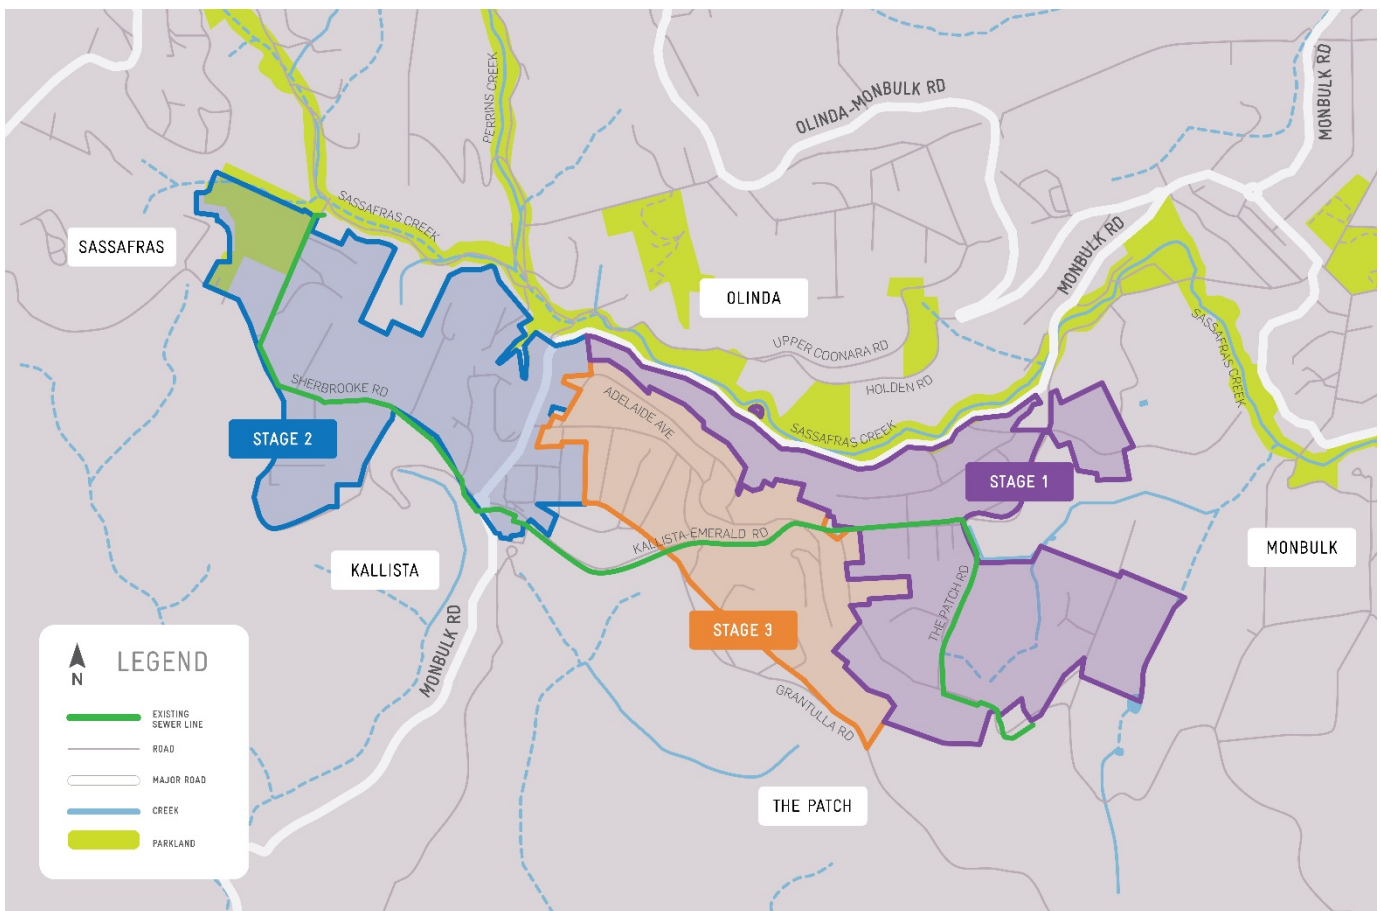 PERRINS CREEK
OLINDA-MONBULK RD
MONBULK RD
SASSAFRAS CREEK
MONBULK RD
SASSAFRAS
OLINDA
SASSAFRAS CREEK
UPPER COONARA RD
HOLDEN RD
SHERBROOKE RD
ADELAIDE AVE
SASSAFRAS CREEK
STAGE 2
STAGE 1
KALLISTA-EMERALD RD
MONBULK
KALLISTA
THE PATCH RD
STAGE 3
MONBULK RD
GRANTULLA RD
THE PATCH
N
LEGEND
EXISTING
SEWER LINE
ROAD
MAJOR ROAD
CREEK
PARKLAND